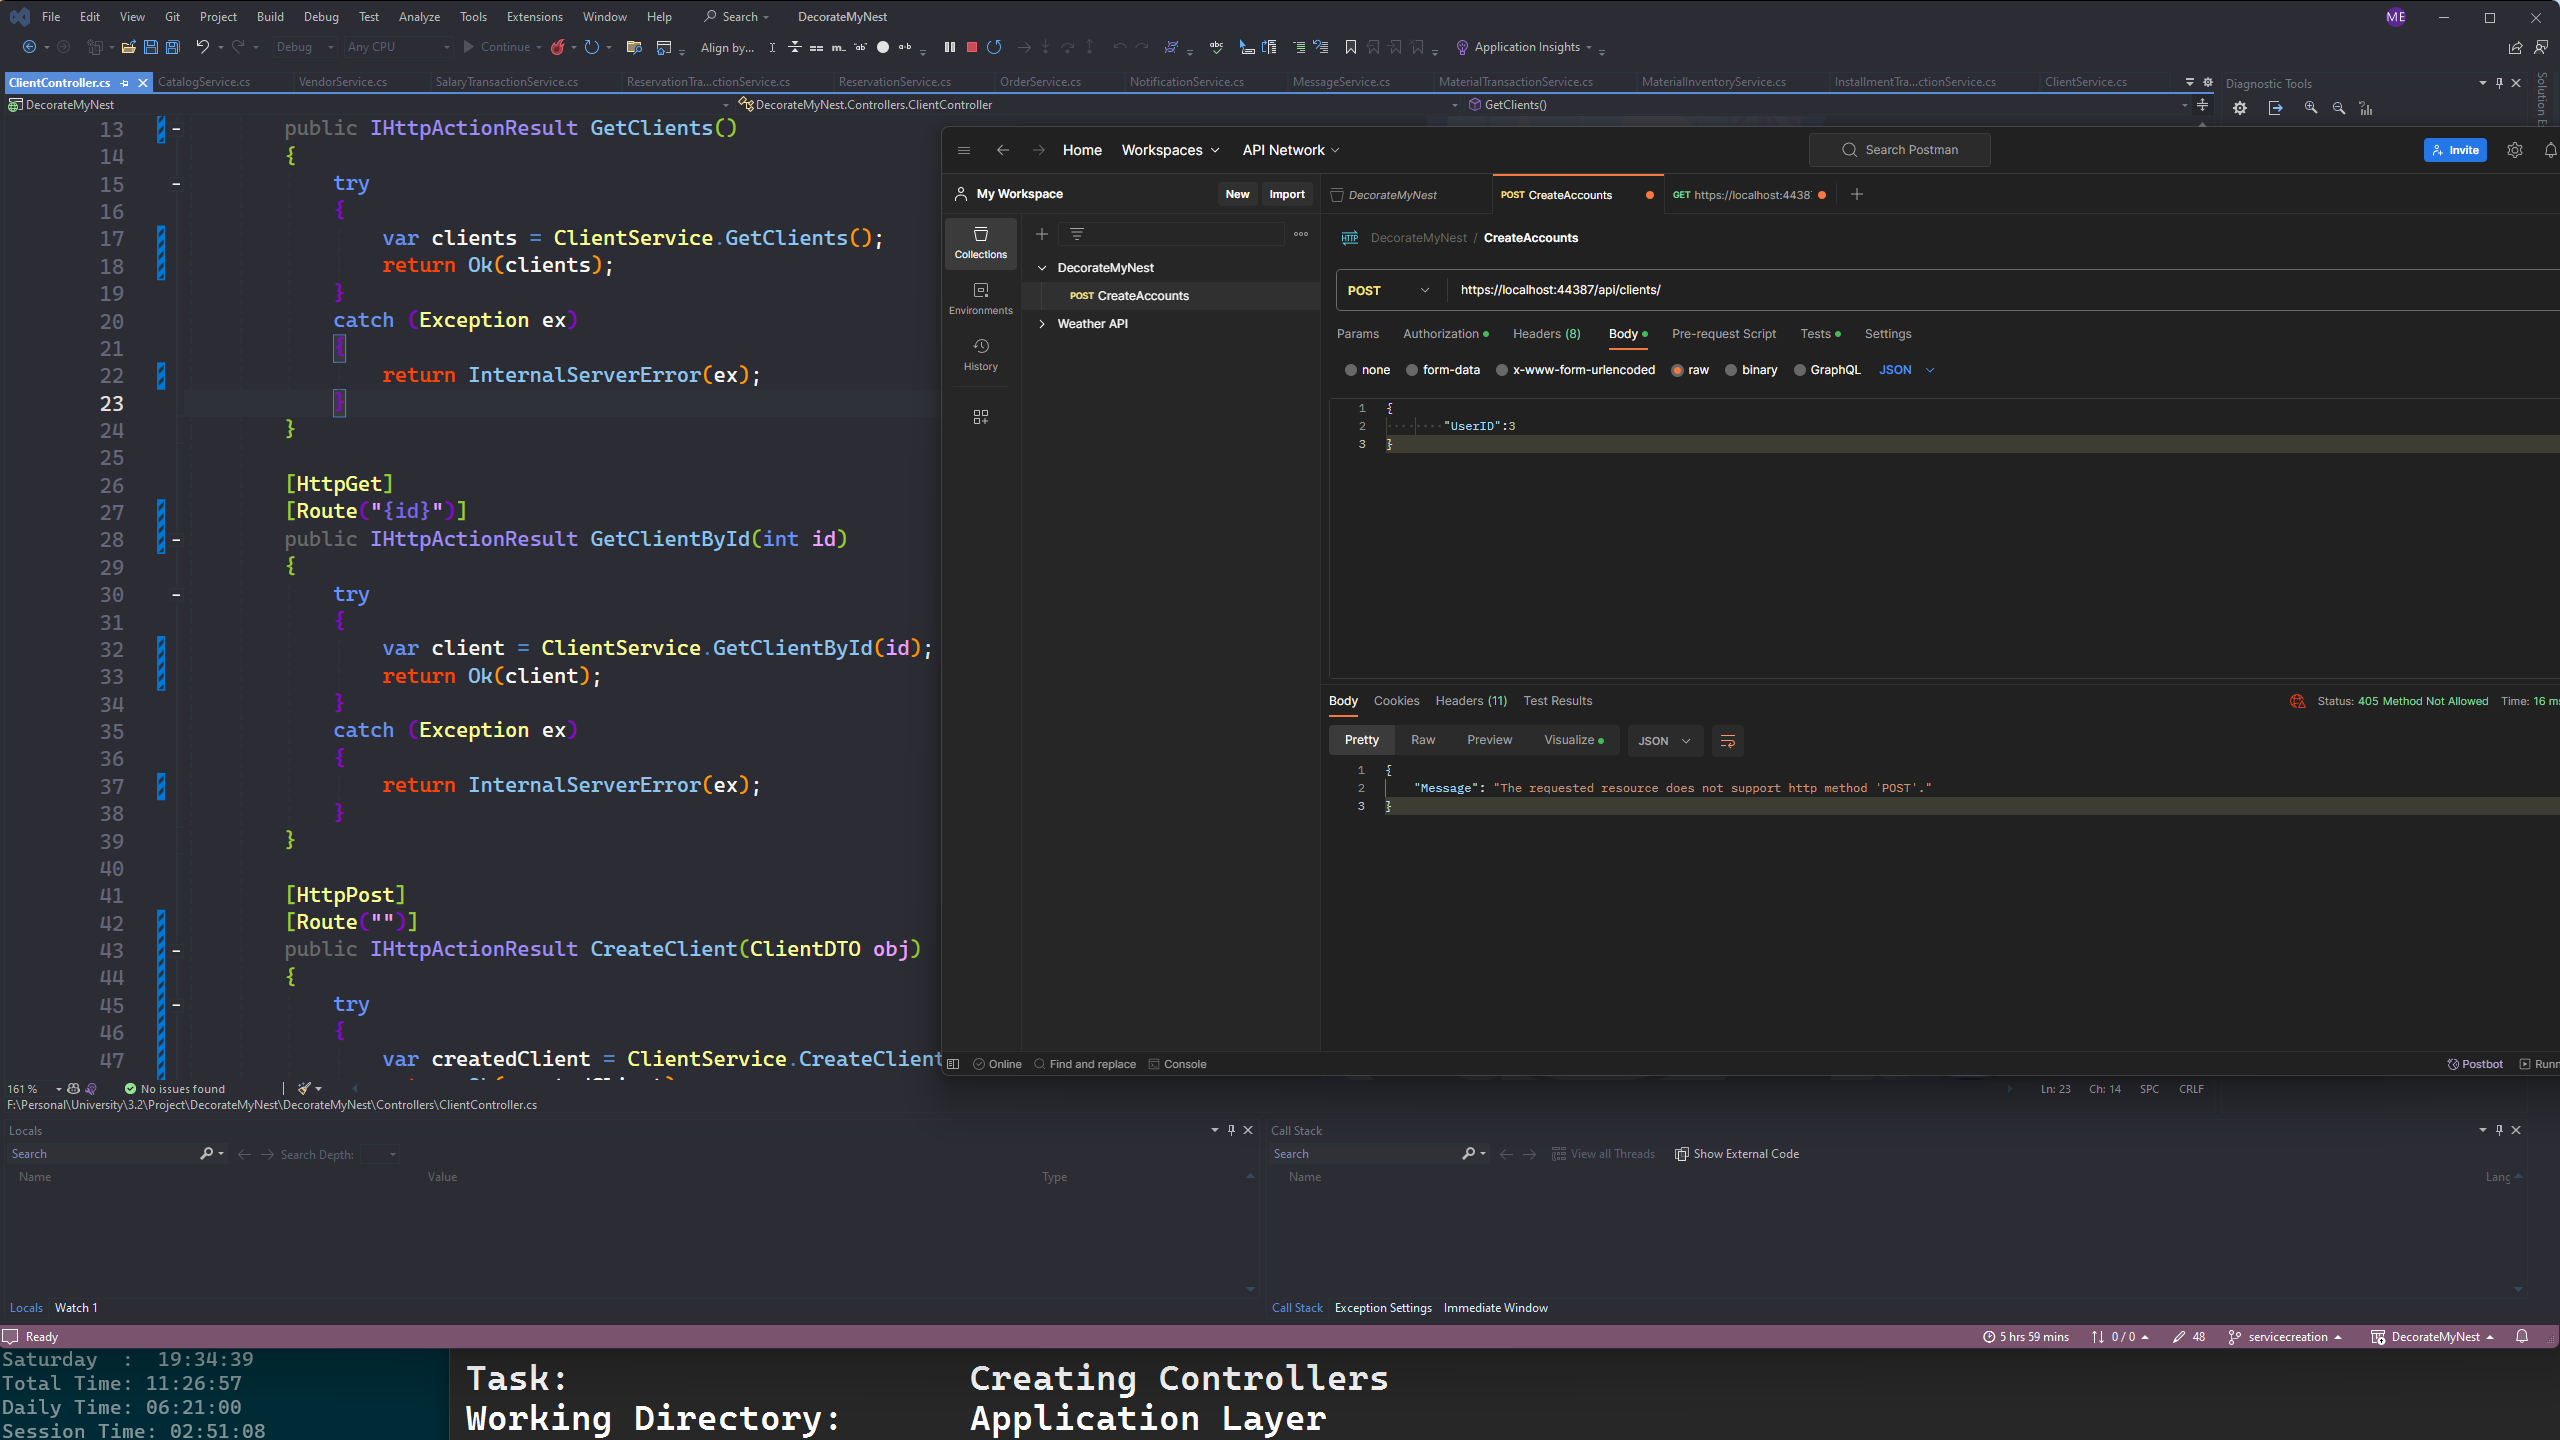 File Edit View Git Project Build Debug Test Analyze Tools Extensions Window Help Search DecorateMyNest ME
Debug Any CPU Continue Align by... Application Insights
ClientController.cs CatalogService.cs VendorService.cs SalaryTransactionService.cs ReservationTra...ctionService.cs ReservationService.cs OrderService.cs NotificationService.cs MessageService.cs MaterialTransactionService.cs MaterialInventoryService.cs InstallmentTra...ctionService.cs ClientService.cs Diagnostic Tools
DecorateMyNest DecorateMyNest.Controllers.ClientController GetClients()
Solution E
13 public IHttpActionResult GetClients()
14 {
15 try
16 {
17 var clients = ClientService.GetClients();
18 return Ok(clients);
19 }
20 catch (Exception ex)
21 {
22 return InternalServerError(ex);
23 }
24 }
25
26 [HttpGet]
27 [Route("{id}")]
28 public IHttpActionResult GetClientById(int id)
29 {
30 try
31 {
32 var client = ClientService.GetClientById(id);
33 return Ok(client);
34 }
35 catch (Exception ex)
36 {
37 return InternalServerError(ex);
38 }
39 }
40
41 [HttpPost]
42 [Route("")]
43 public IHttpActionResult CreateClient(ClientDTO obj)
44 {
45 try
46 {
47 var createdClient = ClientService.CreateClient
161 % No issues found
F:\Personal\University\3.2\Project\DecorateMyNest\DecorateMyNest\Controllers\ClientController.cs
Home Workspaces API Network Search Postman Invite
My Workspace New Import DecorateMyNest POST CreateAccounts GET https://localhost:4438
Collections
Environments
History
DecorateMyNest
POST CreateAccounts
Weather API
HTTP DecorateMyNest / CreateAccounts
POST https://localhost:44387/api/clients/
Params Authorization Headers (8) Body Pre-request Script Tests Settings
none form-data x-www-form-urlencoded raw binary GraphQL JSON
1 {
2 "UserID":3
3 }
Body Cookies Headers (11) Test Results Status: 405 Method Not Allowed Time: 16 ms
Pretty Raw Preview Visualize JSON
1 {
2 "Message": "The requested resource does not support http method 'POST'."
3 }
Online Find and replace Console Postbot Runn
Ln: 23 Ch: 14 SPC CRLF
Locals
Search Search Depth:
Name Value Type
Locals Watch 1
Call Stack
Search View all Threads Show External Code
Name Lang
Call Stack Exception Settings Immediate Window
Ready 5 hrs 59 mins 0 / 0 48 servicecreation DecorateMyNest
Saturday : 19:34:39
Total Time: 11:26:57
Daily Time: 06:21:00
Session Time: 02:51:08
Task: Creating Controllers
Working Directory: Application Layer